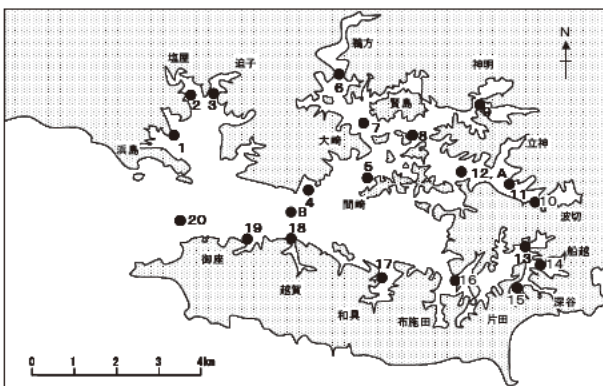 鵜方
N
塩屋
迫子
神明
6
賢島
2
3
9
7
大崎
8
1
立神
浜島
12, A
5
11
4
間崎
10
B
波切
20
19
18
船越
13
御座
14
17
16
越賀
15
深谷
和具
布施田
片田
0
1
2
3
4km